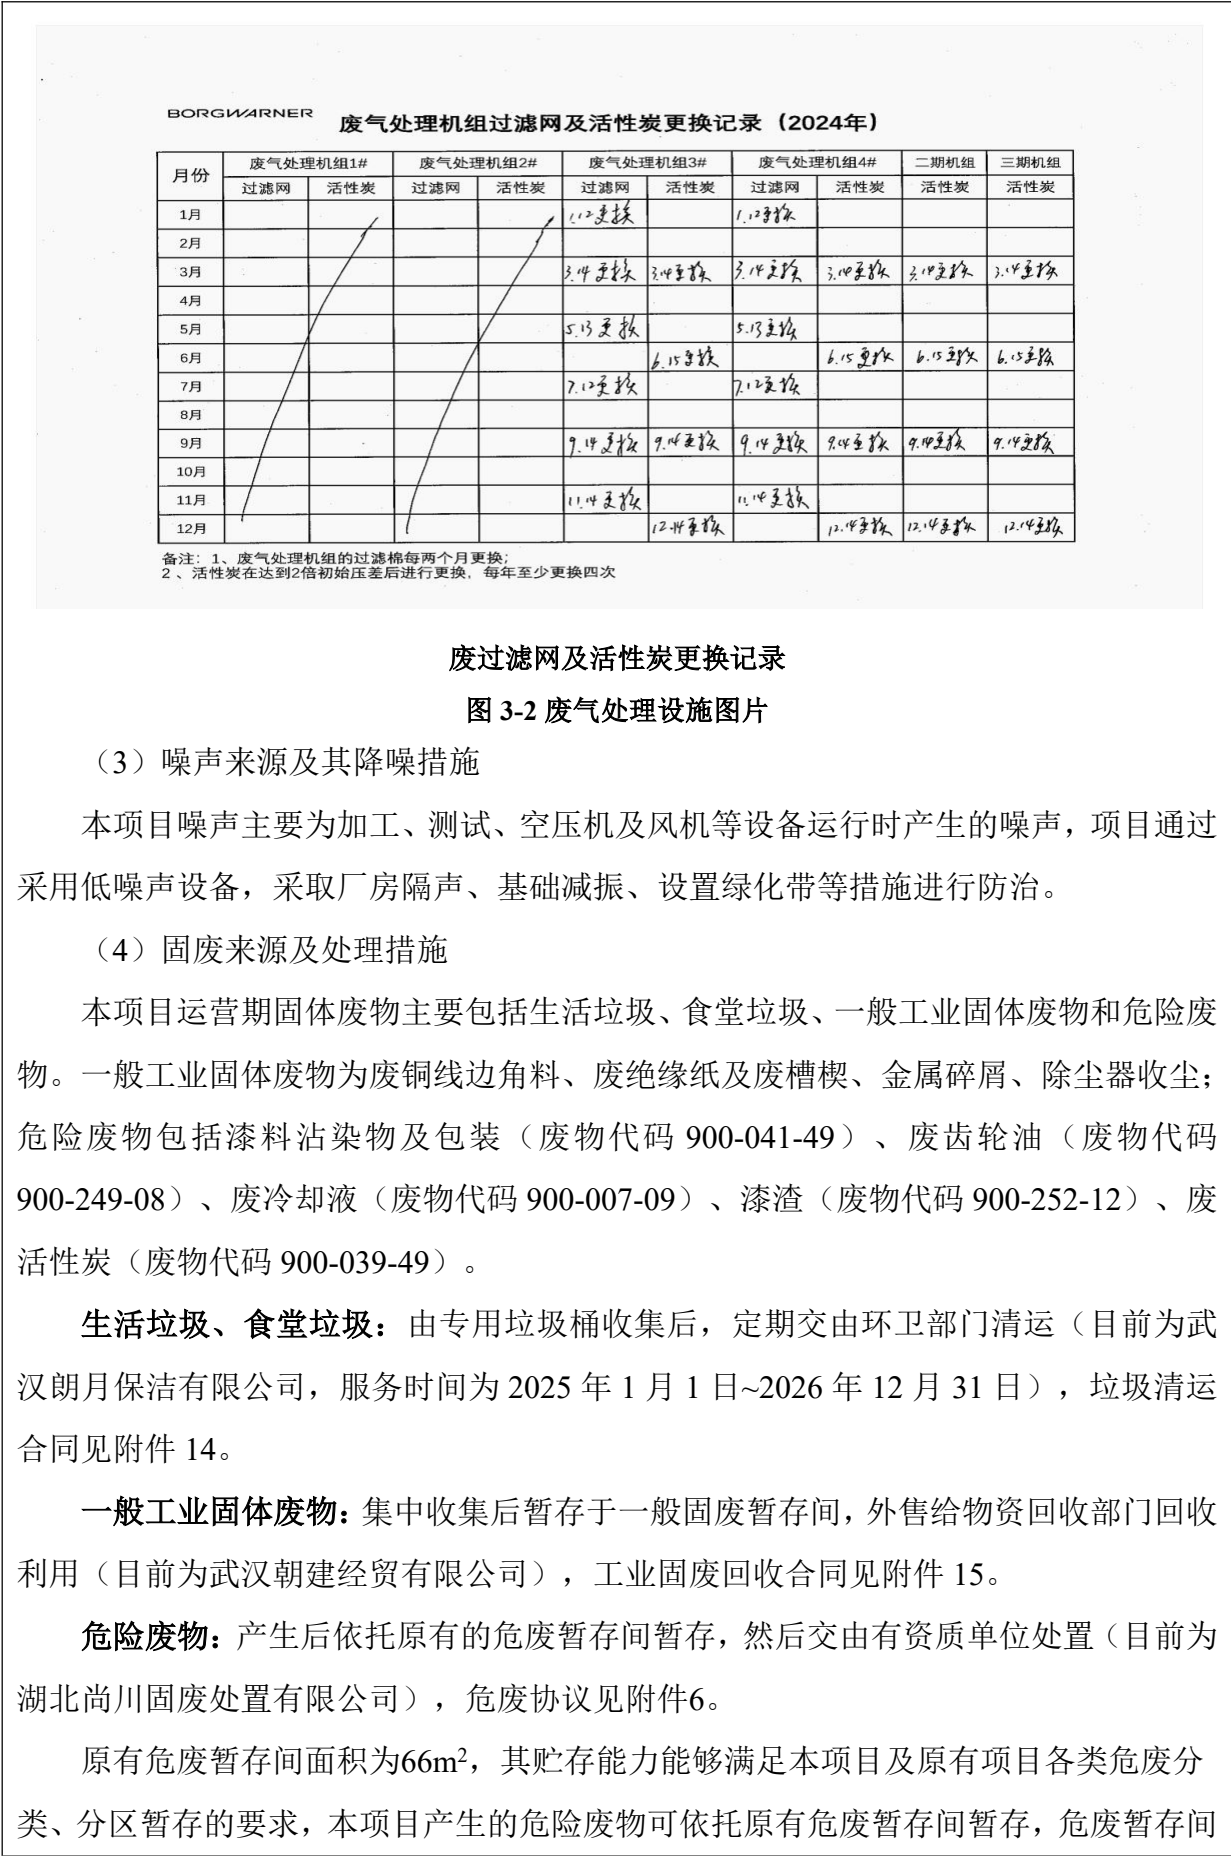 BORGWARNER
废气处理机组过滤网及活性炭更换记录（2024年）
月份 废气处理机组1# 废气处理机组2# 废气处理机组3# 废气处理机组4# 二期机组 三期机组
过滤网 活性炭 过滤网 活性炭 过滤网 活性炭 过滤网 活性炭 活性炭 活性炭
1月 1.12更换 1.12更换
2月
3月 3.14更换 3.14更换 3.14更换 3.14更换 3.14更换 3.14更换
4月
5月 5.13更换 5.13更换
6月 6.15更换 6.15更换 6.15更换 6.15更换
7月 7.12更换 7.12更换
8月
9月 9.14更换 9.14更换 9.14更换 9.14更换 9.14更换 9.14更换
10月
11月 11.14更换 11.14更换
12月 12.14更换 12.14更换 12.14更换 12.14更换
备注：1、废气处理机组的过滤棉每两个月更换；
2、活性炭在达到2倍初始压差后进行更换，每年至少更换四次
废过滤网及活性炭更换记录
图 3-2 废气处理设施图片
（3）噪声来源及其降噪措施
本项目噪声主要为加工、测试、空压机及风机等设备运行时产生的噪声，项目通过
采用低噪声设备，采取厂房隔声、基础减振、设置绿化带等措施进行防治。
（4）固废来源及处理措施
本项目运营期固体废物主要包括生活垃圾、食堂垃圾、一般工业固体废物和危险废
物。一般工业固体废物为废铜线边角料、废绝缘纸及废槽楔、金属碎屑、除尘器收尘；
危险废物包括漆料沾染物及包装（废物代码 900-041-49）、废齿轮油（废物代码
900-249-08）、废冷却液（废物代码 900-007-09）、漆渣（废物代码 900-252-12）、废
活性炭（废物代码 900-039-49）。
生活垃圾、食堂垃圾：由专用垃圾桶收集后，定期交由环卫部门清运（目前为武
汉朗月保洁有限公司，服务时间为 2025 年 1 月 1 日~2026 年 12 月 31 日），垃圾清运
合同见附件 14。
一般工业固体废物：集中收集后暂存于一般固废暂存间，外售给物资回收部门回收
利用（目前为武汉朝建经贸有限公司），工业固废回收合同见附件 15。
危险废物：产生后依托原有的危废暂存间暂存，然后交由有资质单位处置（目前为
湖北尚川固废处置有限公司），危废协议见附件6。
原有危废暂存间面积为66m²，其贮存能力能够满足本项目及原有项目各类危废分
类、分区暂存的要求，本项目产生的危险废物可依托原有危废暂存间暂存，危废暂存间